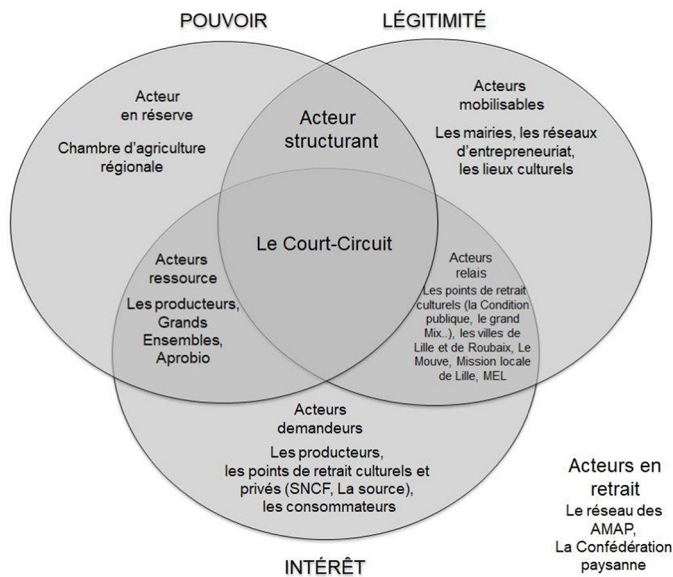 POUVOIR
LÉGITIMITÉ
Acteur
en réserve
Chambre d'agriculture
régionale
Acteur
structurant
Acteurs
mobilisables
Les mairies, les réseaux
d'entrepreneuriat,
les lieux culturels
Le Court-Circuit
Acteurs
ressource
Les producteurs,
Grands
Ensembles,
Aprobio
Acteurs
relais
Les points de retrait
culturels (la Condition
publique, le grand
Mix..), les villes de
Lille et de Roubaix, Le
Mouve, Mission locale
de Lille, MEL
Acteurs
demandeurs
Les producteurs,
les points de retrait culturels et
privés (SNCF, La source),
les consommateurs
INTÉRÊT
Acteurs en
retrait
Le réseau des
AMAP,
La Confédération
paysanne